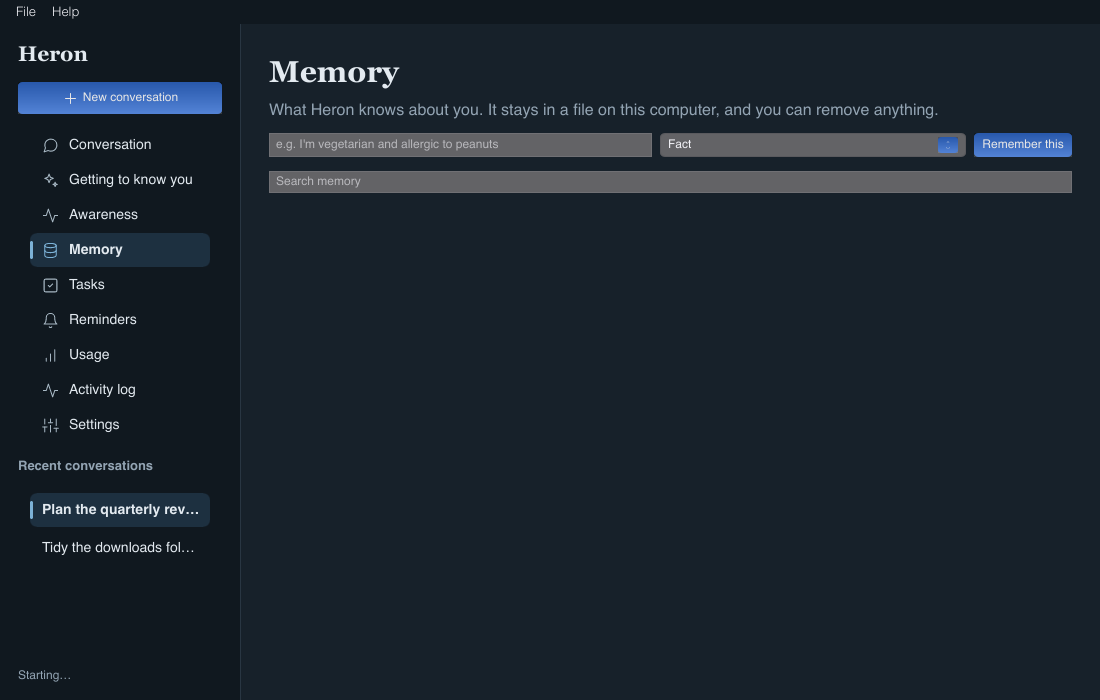 File Help
Heron
New conversation
Conversation
Getting to know you
Awareness
Memory
Tasks
Reminders
Usage
Activity log
Settings
Recent conversations
Plan the quarterly rev…
Tidy the downloads fol…
Starting…
Memory
What Heron knows about you. It stays in a file on this computer, and you can remove anything.
e.g. I'm vegetarian and allergic to peanuts Fact Remember this
Search memory